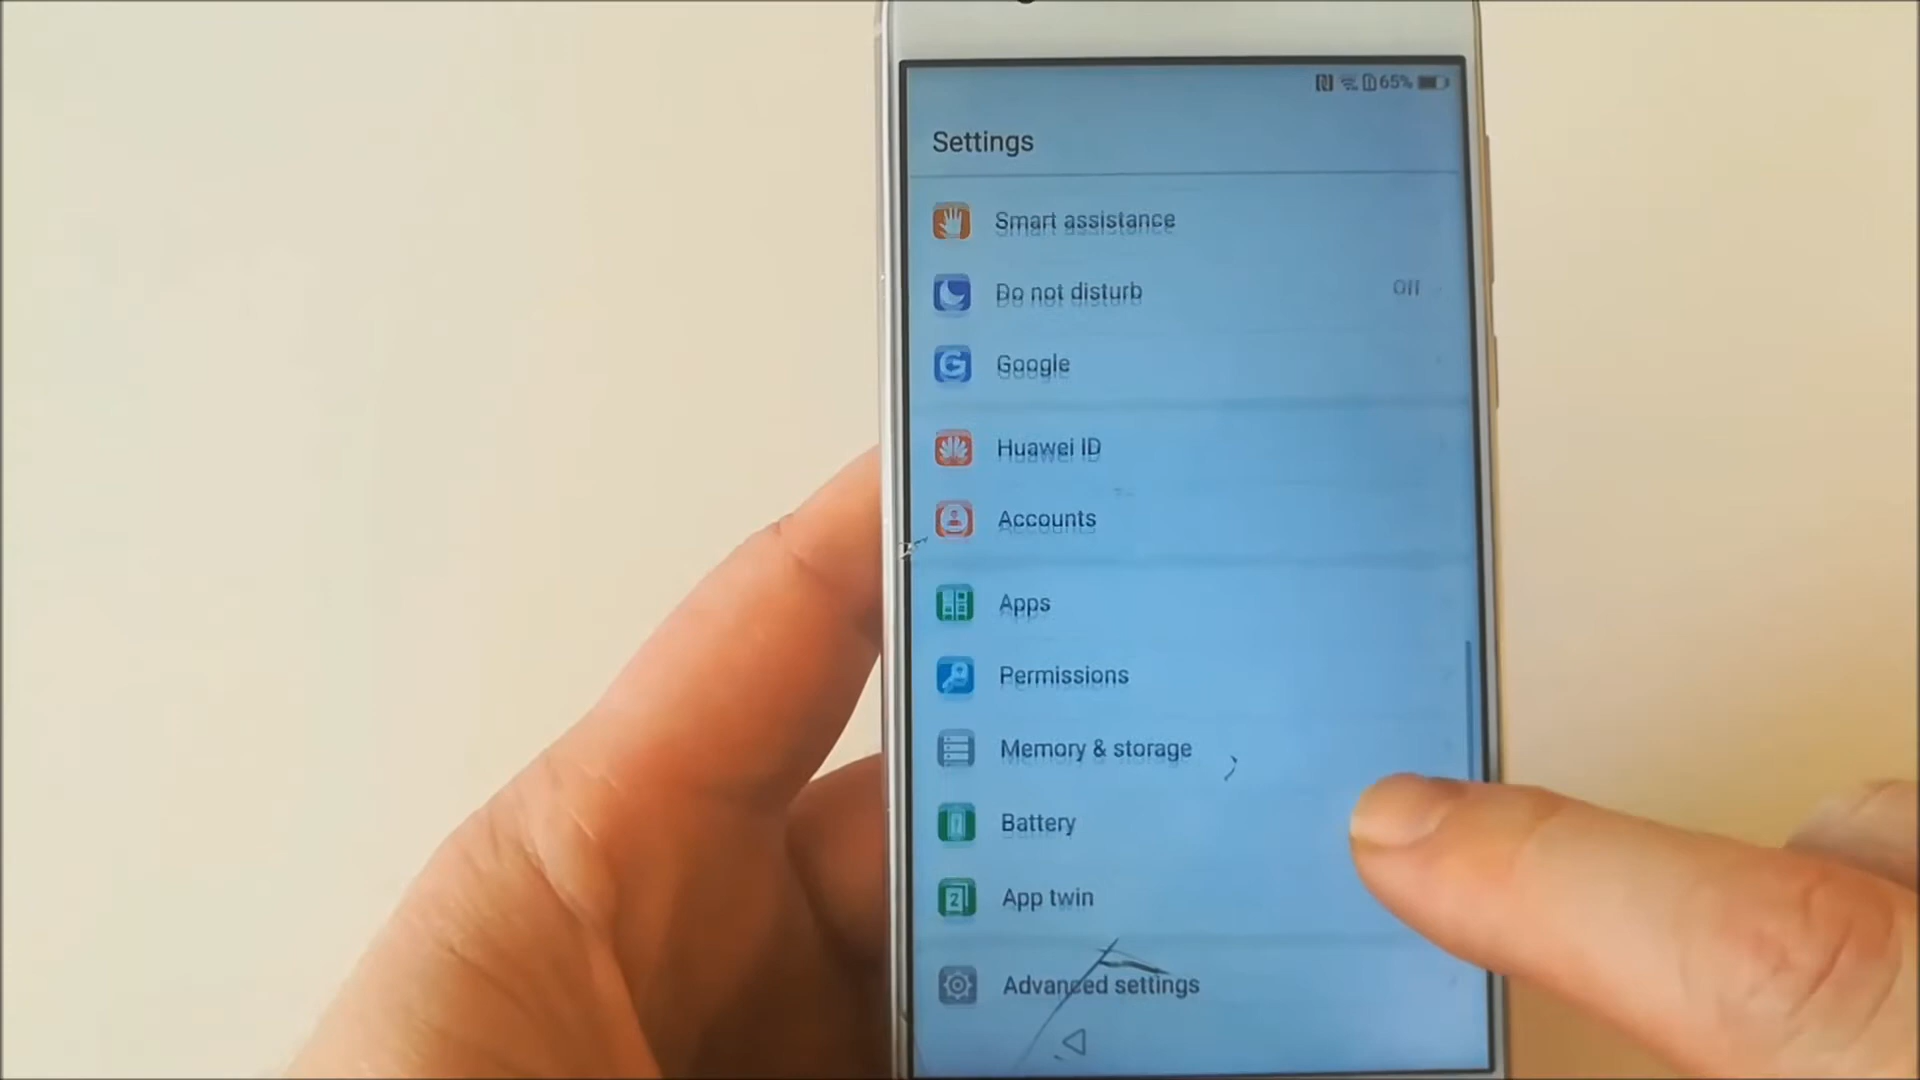 65%
Settings
Smart assistance
Do not disturb Off
Google
Huawei ID
Accounts
Apps
Permissions
Memory & storage
Battery
App twin
Advanced settings